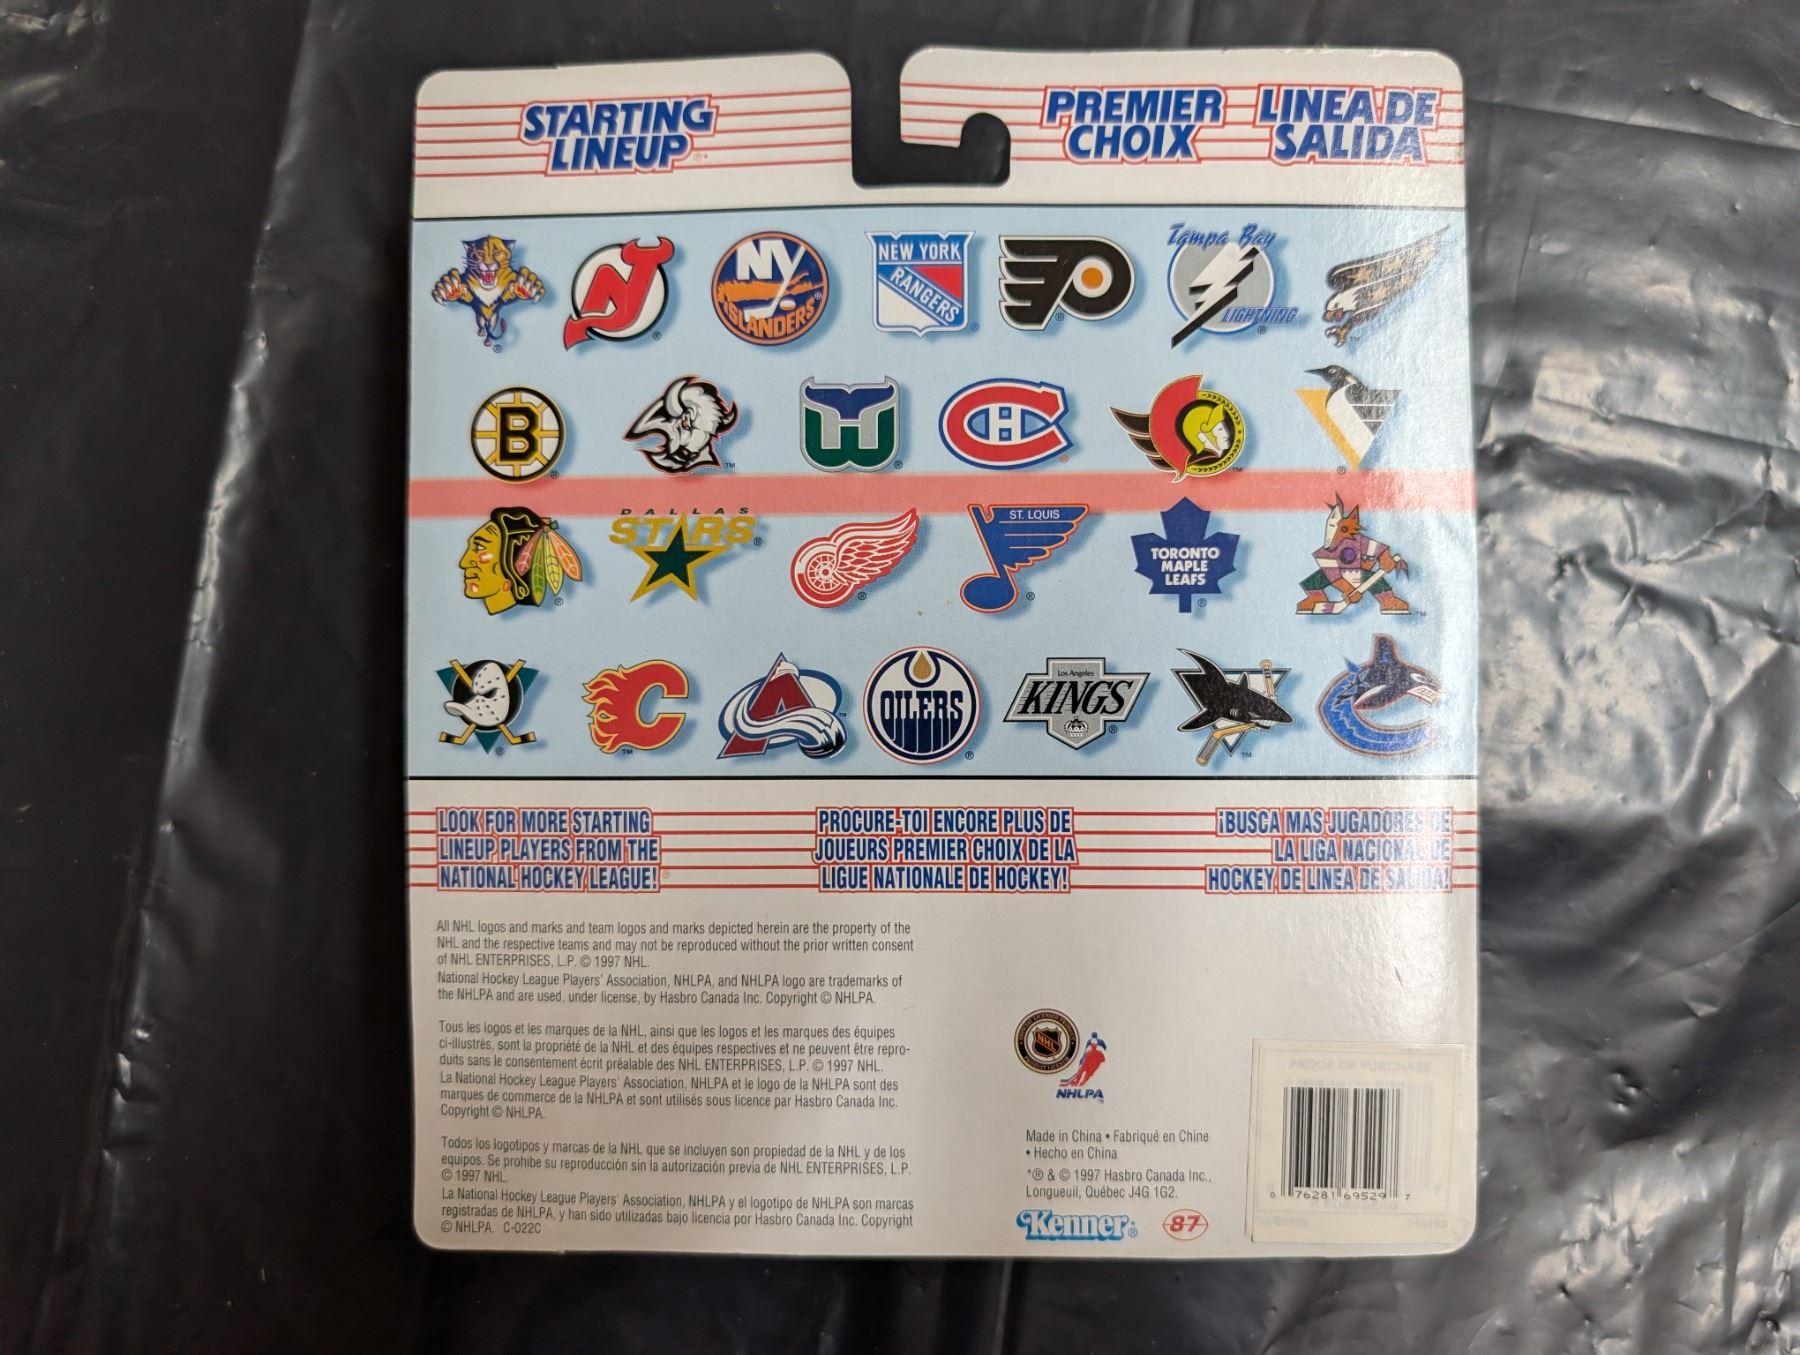 STARTING
LINEUP®*
PREMIER
CHOIX
LINEA DE
SALIDA
NY
ISLANDERS
®
NEW YORK
RANGERS
®
®
Tampa Bay
LIGHTNING
®
™
B
®
™
®
CH
®
™
®
®
DALLAS
STARS®
®
ST. LOUIS
®
TORONTO
MAPLE
LEAFS
®
™
®
C
™
A
™
OILERS
®
Los Angeles
KINGS
®
™
LOOK FOR MORE STARTING
LINEUP PLAYERS FROM THE
NATIONAL HOCKEY LEAGUE!®
PROCURE-TOI ENCORE PLUS DE
JOUEURS PREMIER CHOIX DE LA
LIGUE NATIONALE DE HOCKEY!
¡BUSCA MAS JUGADORES DE
LA LIGA NACIONAL DE
HOCKEY DE LINEA DE SALIDA!
All NHL logos and marks and team logos and marks depicted herein are the property of the
NHL and the respective teams and may not be reproduced without the prior written consent
of NHL ENTERPRISES, L.P. © 1997 NHL.
National Hockey League Players' Association, NHLPA, and NHLPA logo are trademarks of
the NHLPA and are used, under license, by Hasbro Canada Inc. Copyright © NHLPA.
Tous les logos et les marques de la NHL, ainsi que les logos et les marques des équipes
ci-illustrés, sont la propriété de la NHL et des équipes respectives et ne peuvent être repro-
duits sans le consentement écrit préalable des NHL ENTERPRISES, L.P. © 1997 NHL.
La National Hockey League Players' Association, NHLPA et le logo de la NHLPA sont des
marques de commerce de la NHLPA et sont utilisés sous licence par Hasbro Canada Inc.
Copyright © NHLPA.
Todos los logotipos y marcas de la NHL que se incluyen son propiedad de la NHL y de los
equipos. Se prohibe su reproducción sin la autorización previa de NHL ENTERPRISES, L.P.
© 1997 NHL.
La National Hockey League Players' Association, NHLPA y el logotipo de NHLPA son marcas
registradas de NHLPA, y han sido utilizadas bajo licencia por Hasbro Canada Inc. Copyright
© NHLPA. C-022C
NHL
NHLPA
™
Made in China • Fabriqué en Chine
• Hecho en China
*® & © 1997 Hasbro Canada Inc.,
Longueuil, Québec J4G 1G2.
Kenner®
87
PROOF OF PURCHASE
0 76281 69529 7